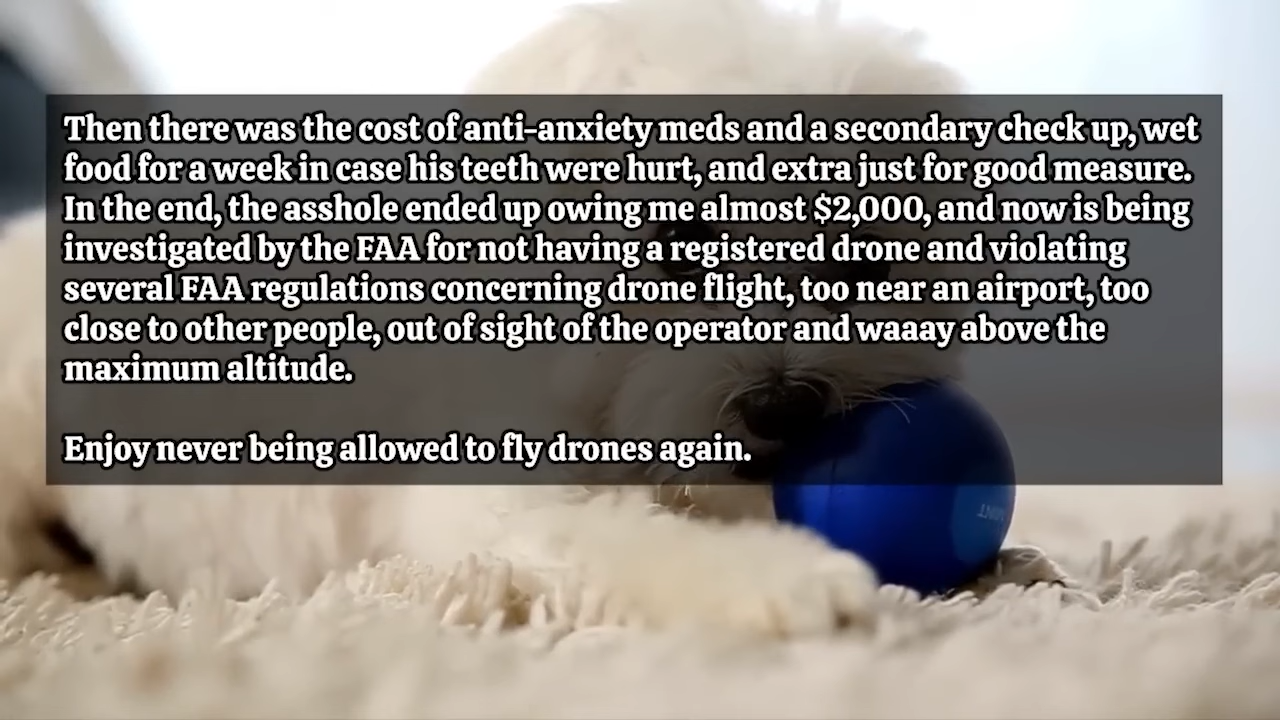 Then there was the cost of anti-anxiety meds and a secondary check up, wet
food for a week in case his teeth were hurt, and extra just for good measure.
In the end, the asshole ended up owing me almost $2,000, and now is being
investigated by the FAA for not having a registered drone and violating
several FAA regulations concerning drone flight, too near an airport, too
close to other people, out of sight of the operator and waaay above the
maximum altitude.
Enjoy never being allowed to fly drones again.